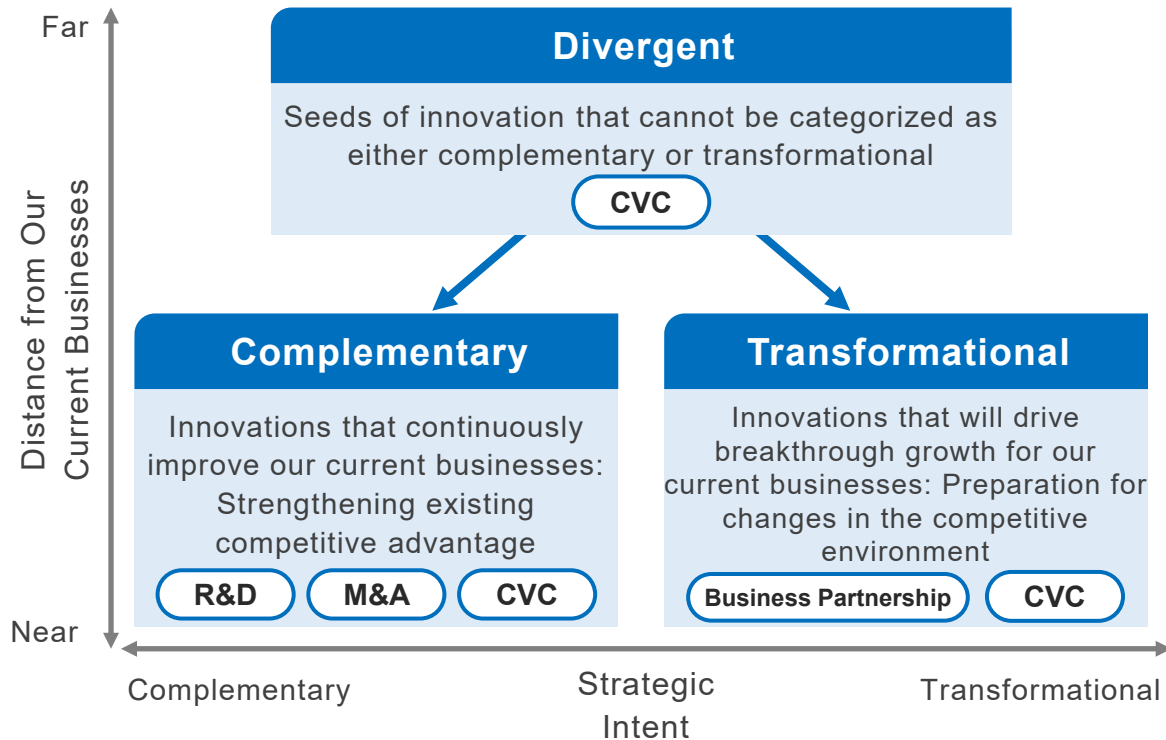 Far
Divergent
Seeds of innovation that cannot be categorized as
either complementary or transformational
CVC
Distance from Our
Current Businesses
Complementary
Innovations that continuously
improve our current businesses:
Strengthening existing
competitive advantage
R&D
M&A
CVC
Transformational
Innovations that will drive
breakthrough growth for our
current businesses: Preparation for
changes in the competitive
environment
Business Partnership
CVC
Near
Complementary
Strategic
Intent
Transformational